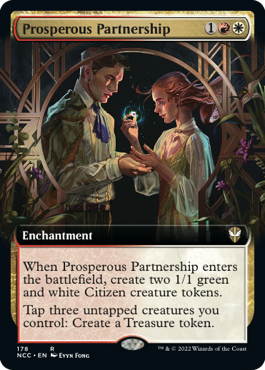 Prosperous Partnership 1
Enchantment
When Prosperous Partnership enters
the battlefield, create two 1/1 green
and white Citizen creature tokens.
Tap three untapped creatures you
control: Create a Treasure token.
178 R
NCC • EN Evyn Fong
™ & © 2022 Wizards of the Coast